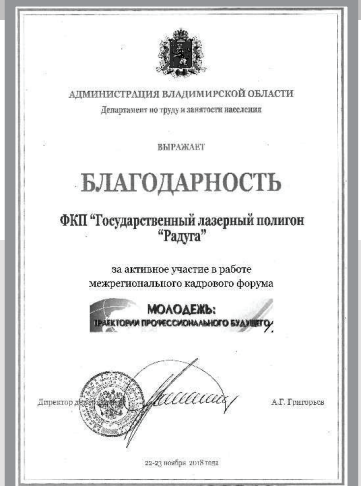 АДМИНИСТРАЦИЯ ВЛАДИМИРСКОЙ ОБЛАСТИ
Департамент по труду и занятости населения
ВЫРАЖАЕТ
БЛАГОДАРНОСТЬ
ФКП "Государственный лазерный полигон
"Радуга"
за активное участие в работе
межрегионального кадрового форума
МОЛОДЕЖЬ:
ТРАЕКТОРИИ ПРОФЕССИОНАЛЬНОГО БУДУЩЕГО
Директор
А.Г. Григорьев
22-23 ноября 2018 года